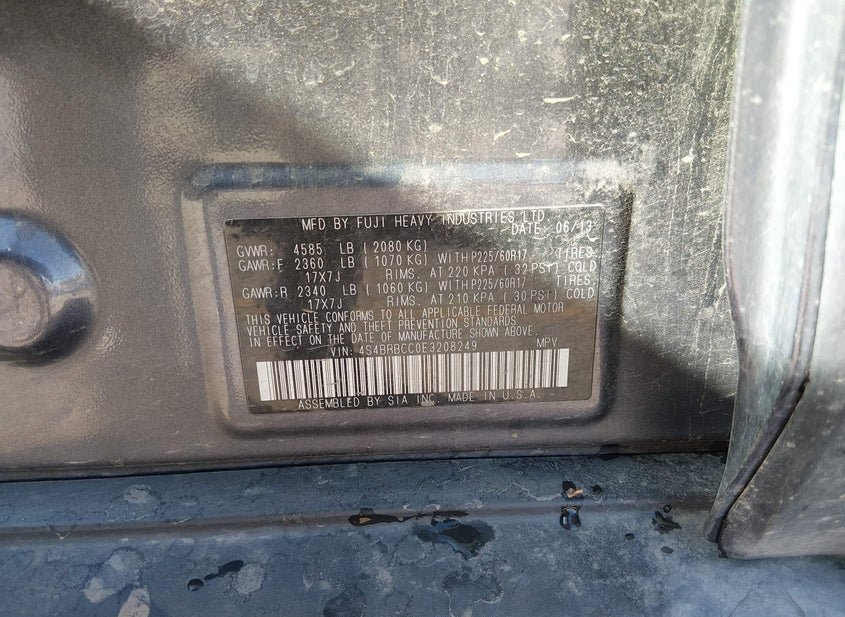 MFD BY FUJI HEAVY INDUSTRIES LTD
DATE: 06/13
GVWR: 4585 LB ( 2080 KG)
GAWR:F 2360 LB ( 1070 KG) WITH P225/60R17 TIRES.
17X7J RIMS. AT 220 KPA ( 32 PSI) COLD
GAWR:R 2340 LB ( 1060 KG) WITH P225/60R17 TIRES.
17X7J RIMS. AT 210 KPA ( 30 PSI) COLD
THIS VEHICLE CONFORMS TO ALL APPLICABLE FEDERAL MOTOR
VEHICLE SAFETY AND THEFT PREVENTION STANDARDS
IN EFFECT ON THE DATE OF MANUFACTURE SHOWN ABOVE.
VIN: 4S4BRBCC0E3208249 MPV
ASSEMBLED BY SIA INC. MADE IN U.S.A.